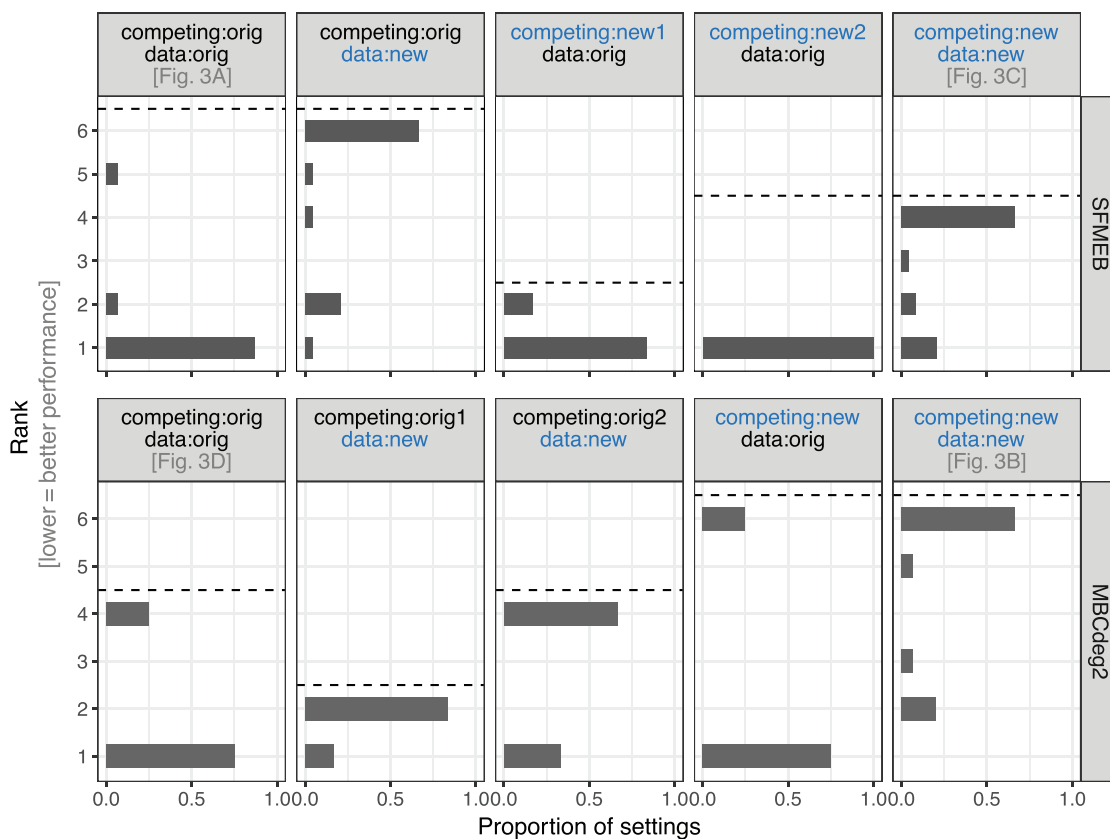 competing:orig
data:orig
[Fig. 3A]
competing:orig
data:new
competing:new1
data:orig
competing:new2
data:orig
competing:new
data:new
[Fig. 3C]
6
5
4
3
2
1
SFMEB
Rank
[lower = better performance]
competing:orig
data:orig
[Fig. 3D]
competing:orig1
data:new
competing:orig2
data:new
competing:new
data:orig
competing:new
data:new
[Fig. 3B]
6
5
4
3
2
1
MBCdeg2
0.0 0.5 1.0 0.0 0.5 1.0 0.0 0.5 1.0 0.0 0.5 1.0 0.0 0.5 1.0
Proportion of settings